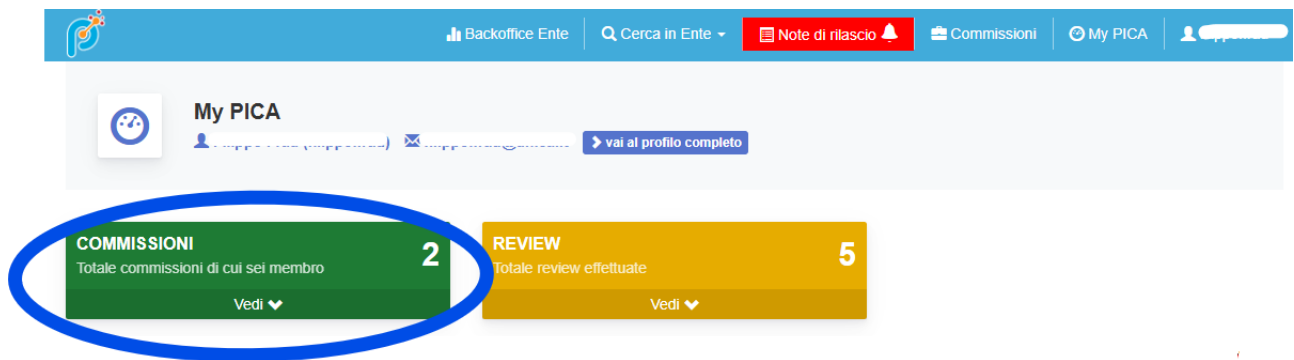 Backoffice Ente Cerca in Ente Note di rilascio Commissioni My PICA
My PICA
vai al profilo completo
COMMISSIONI 2
Totale commissioni di cui sei membro
Vedi
REVIEW 5
Totale review effettuate
Vedi